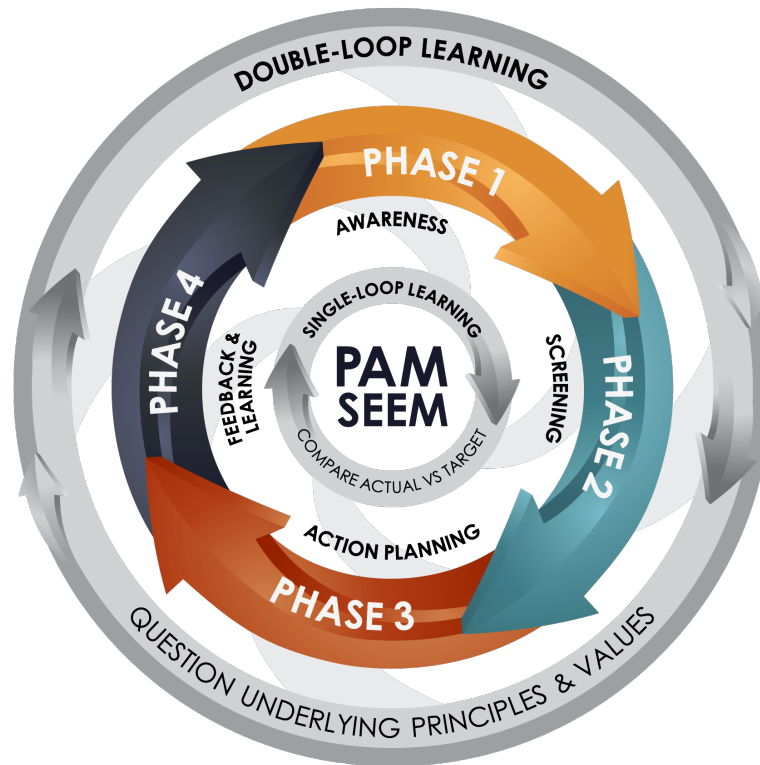 DOUBLE-LOOP LEARNING
PHASE 1
AWARENESS
PHASE 2
SCREENING
PHASE 3
ACTION PLANNING
PHASE 4
FEEDBACK &
LEARNING
SINGLE-LOOP LEARNING
PAM
SEEM
COMPARE ACTUAL VS TARGET
QUESTION UNDERLYING PRINCIPLES & VALUES